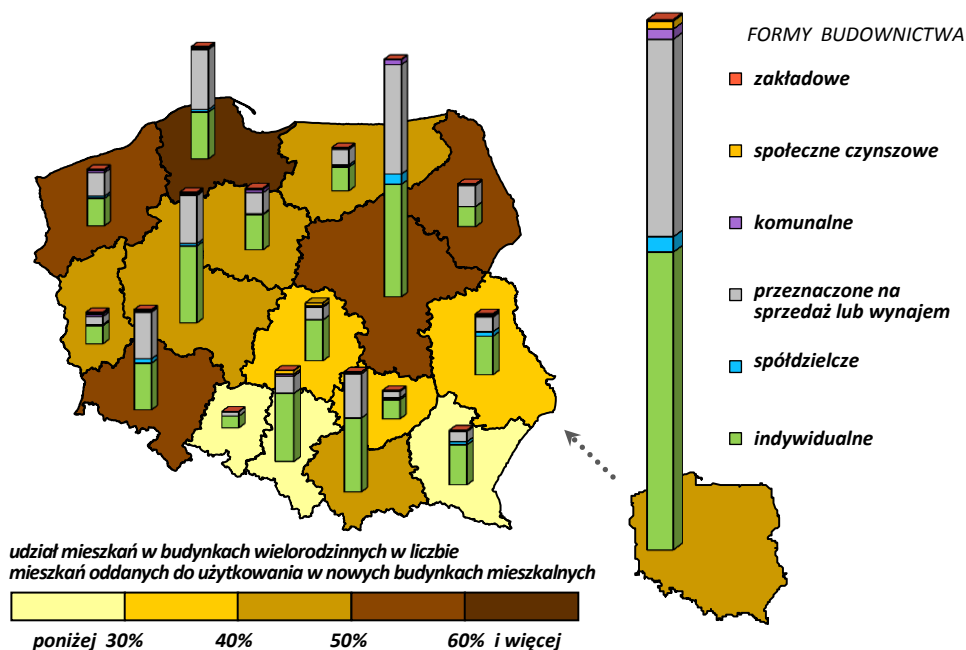 FORMY BUDOWNICTWA
zakładowe
społeczne czynszowe
komunalne
przeznaczone na
sprzedaż lub wynajem
spółdzielcze
indywidualne
udział mieszkań w budynkach wielorodzinnych w liczbie
mieszkań oddanych do użytkowania w nowych budynkach mieszkalnych
poniżej 30% 40% 50% 60% i więcej